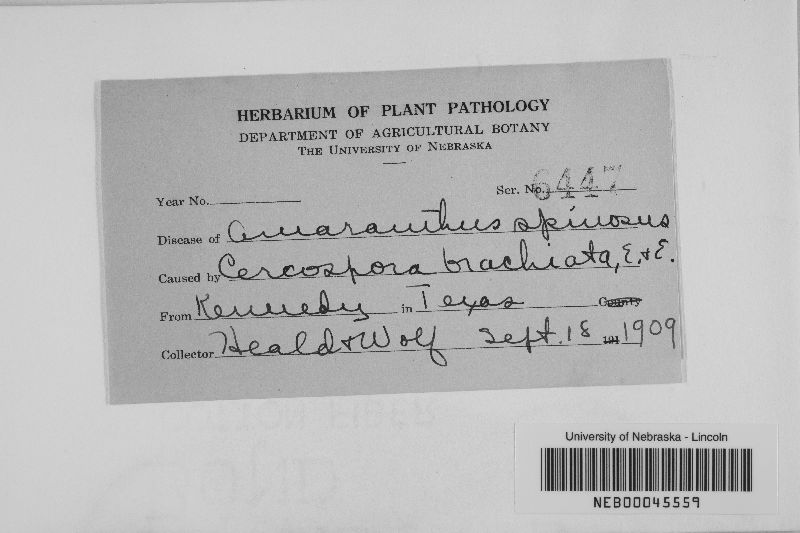 HERBARIUM OF PLANT PATHOLOGY
DEPARTMENT OF AGRICULTURAL BOTANY
THE UNIVERSITY OF NEBRASKA
Year No. Ser. No. 6447
Disease of Amaranthus spinosus
Caused by Cercospora brachiata, E. & E.
From Kennedy in Texas County
Collector Heald & Wolf Sept. 18 191 1909
University of Nebraska - Lincoln
NEB00045559